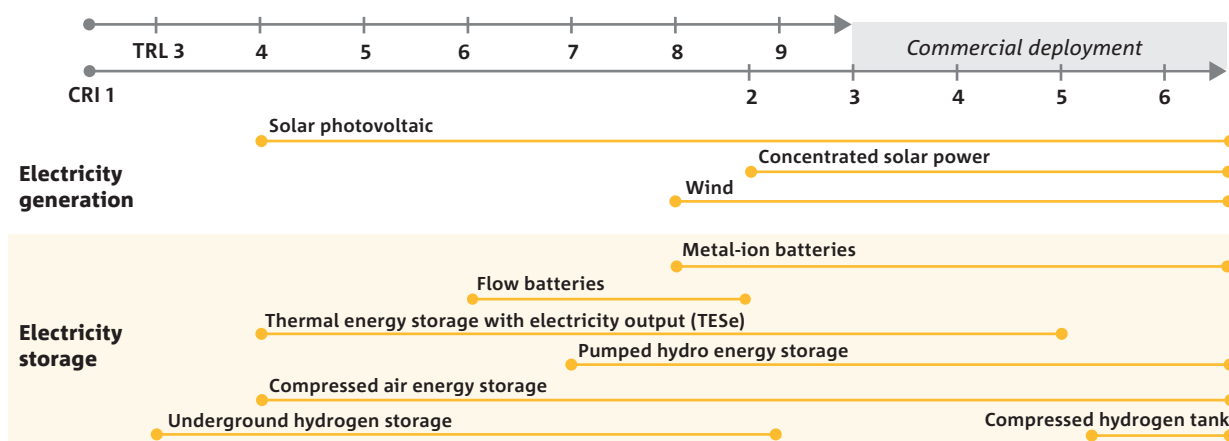 TRL 3 4 5 6 7 8 9
Commercial deployment
CRI 1 2 3 4 5 6
Solar photovoltaic
Concentrated solar power
Electricity
generation
Wind
Metal-ion batteries
Flow batteries
Thermal energy storage with electricity output (TESe)
Electricity
storage
Pumped hydro energy storage
Compressed air energy storage
Underground hydrogen storage
Compressed hydrogen tank